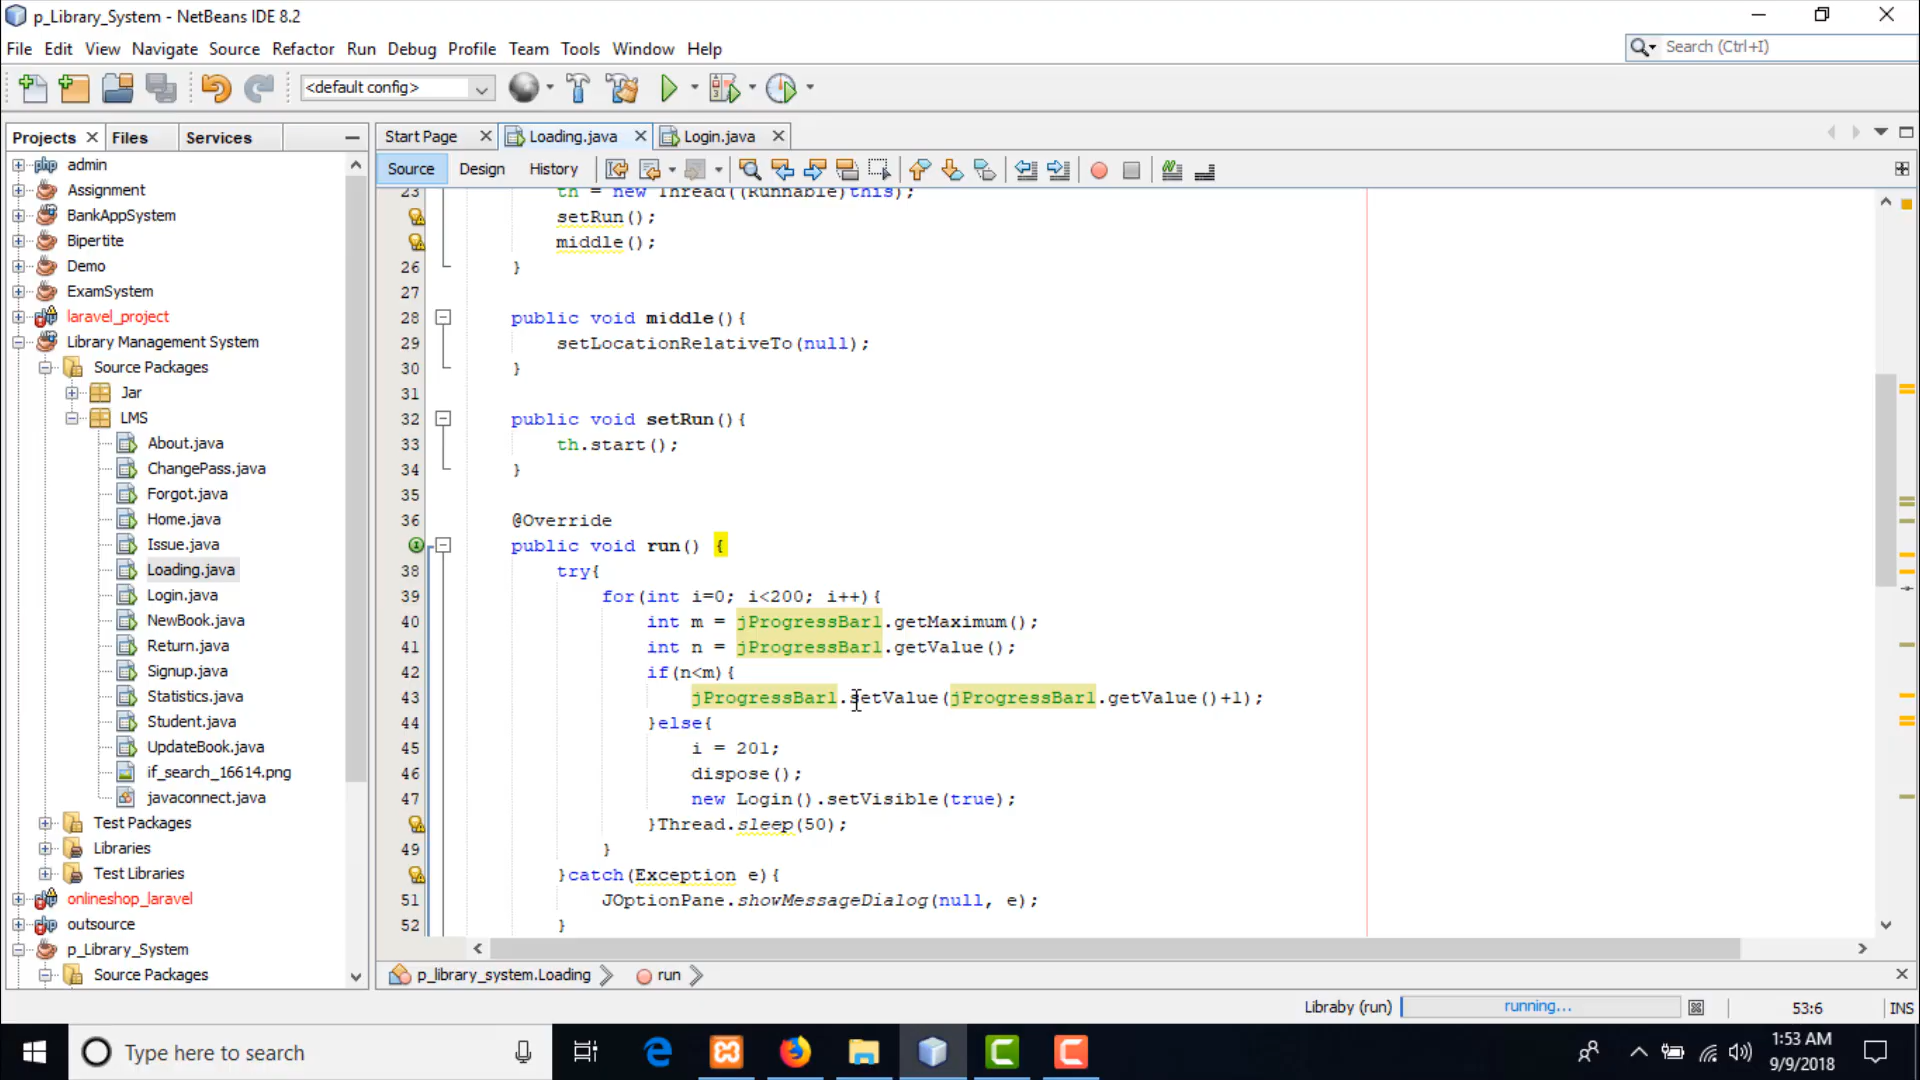 p_Library_System - NetBeans IDE 8.2
File Edit View Navigate Source Refactor Run Debug Profile Team Tools Window Help
Search (Ctrl+I)
<default config>
Projects Files Services
Start Page Loading.java Login.java
Source Design History
admin
Assignment
BankAppSystem
Bipertite
Demo
ExamSystem
laravel_project
Library Management System
Source Packages
Jar
LMS
About.java
ChangePass.java
Forgot.java
Home.java
Issue.java
Loading.java
Login.java
NewBook.java
Return.java
Signup.java
Statistics.java
Student.java
UpdateBook.java
if_search_16614.png
javaconnect.java
Test Packages
Libraries
Test Libraries
onlineshop_laravel
outsource
p_Library_System
Source Packages
23 th = new Thread((Runnable)this);
setRun();
middle();
26 }
27
28 public void middle(){
29 setLocationRelativeTo(null);
30 }
31
32 public void setRun(){
33 th.start();
34 }
35
36 @Override
public void run() {
38 try{
39 for(int i=0; i<200; i++){
40 int m = jProgressBar1.getMaximum();
41 int n = jProgressBar1.getValue();
42 if(n<m){
43 jProgressBar1.setValue(jProgressBar1.getValue()+1);
44 }else{
45 i = 201;
46 dispose();
47 new Login().setVisible(true);
}Thread.sleep(50);
49 }
}catch(Exception e){
51 JOptionPane.showMessageDialog(null, e);
52 }
p_library_system.Loading run
Libraby (run) running... 53:6 INS
Type here to search
1:53 AM
9/9/2018